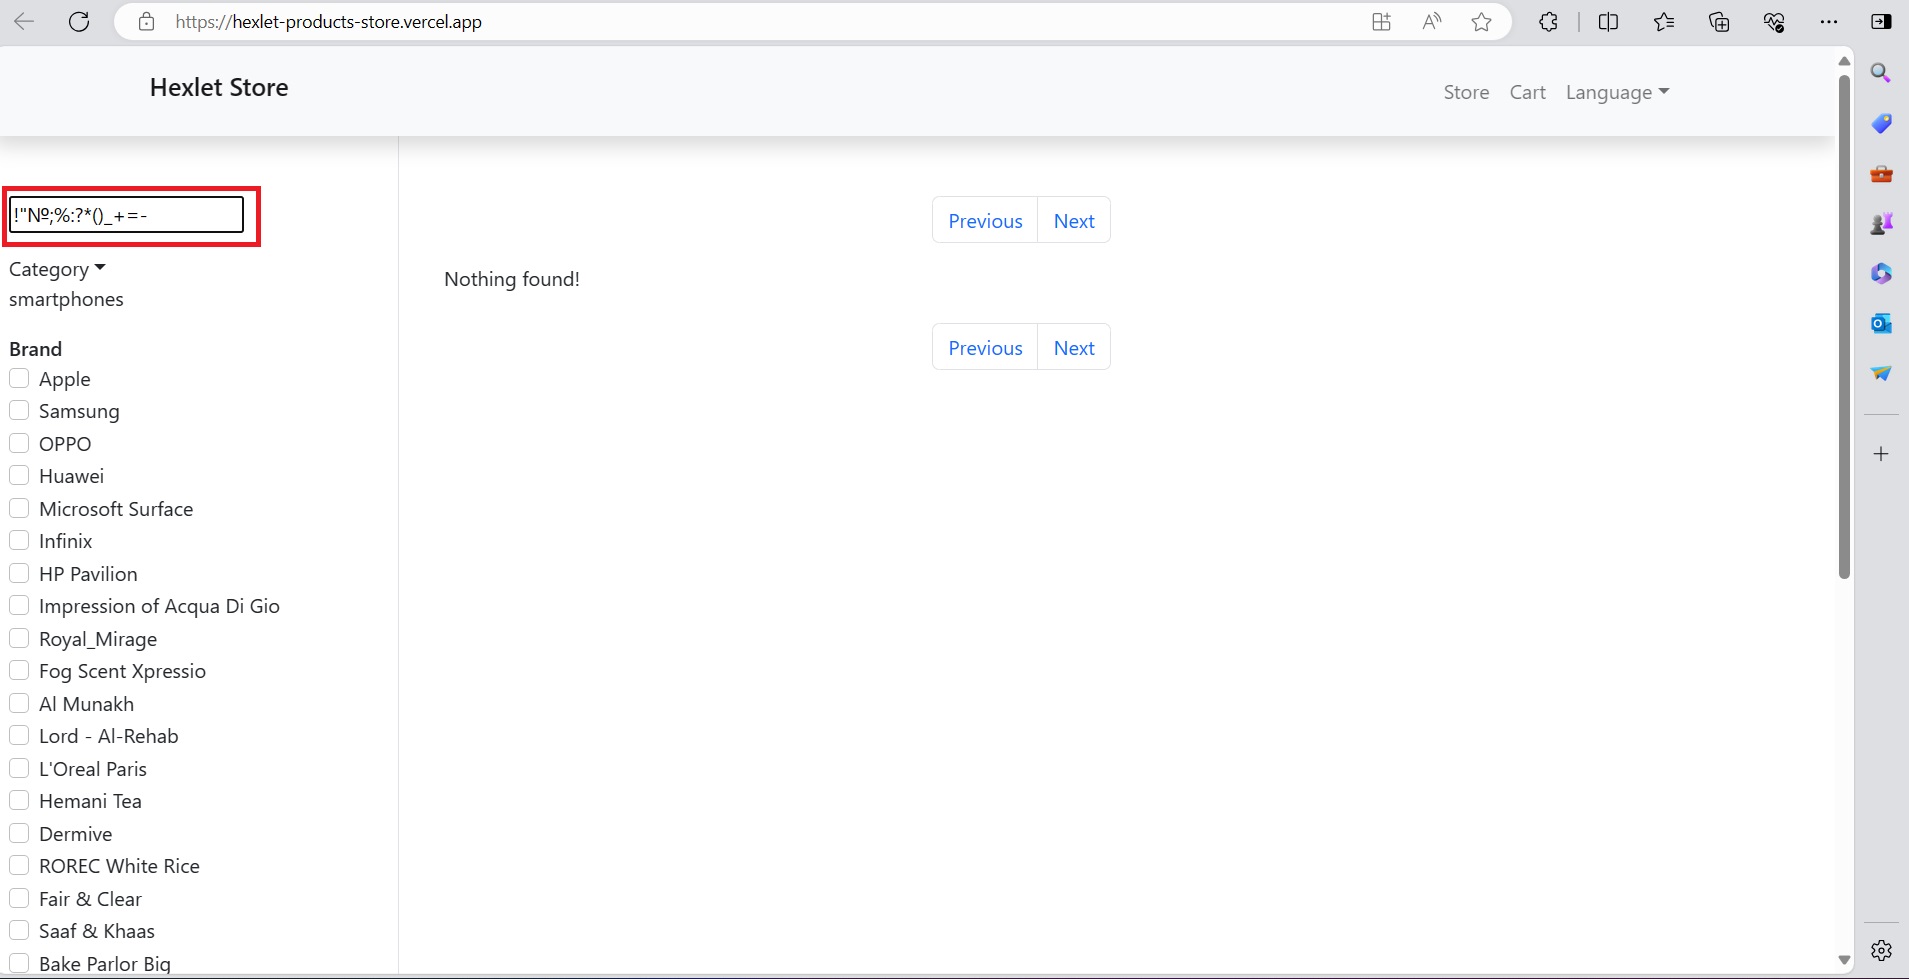 https://hexlet-products-store.vercel.app
Hexlet Store
Store Cart Language
!"№;%:?*()_+=-
Category
smartphones
Brand
Apple
Samsung
OPPO
Huawei
Microsoft Surface
Infinix
HP Pavilion
Impression of Acqua Di Gio
Royal_Mirage
Fog Scent Xpressio
Al Munakh
Lord - Al-Rehab
L'Oreal Paris
Hemani Tea
Dermive
ROREC White Rice
Fair & Clear
Saaf & Khaas
Bake Parlor Big
Previous Next
Nothing found!
Previous Next